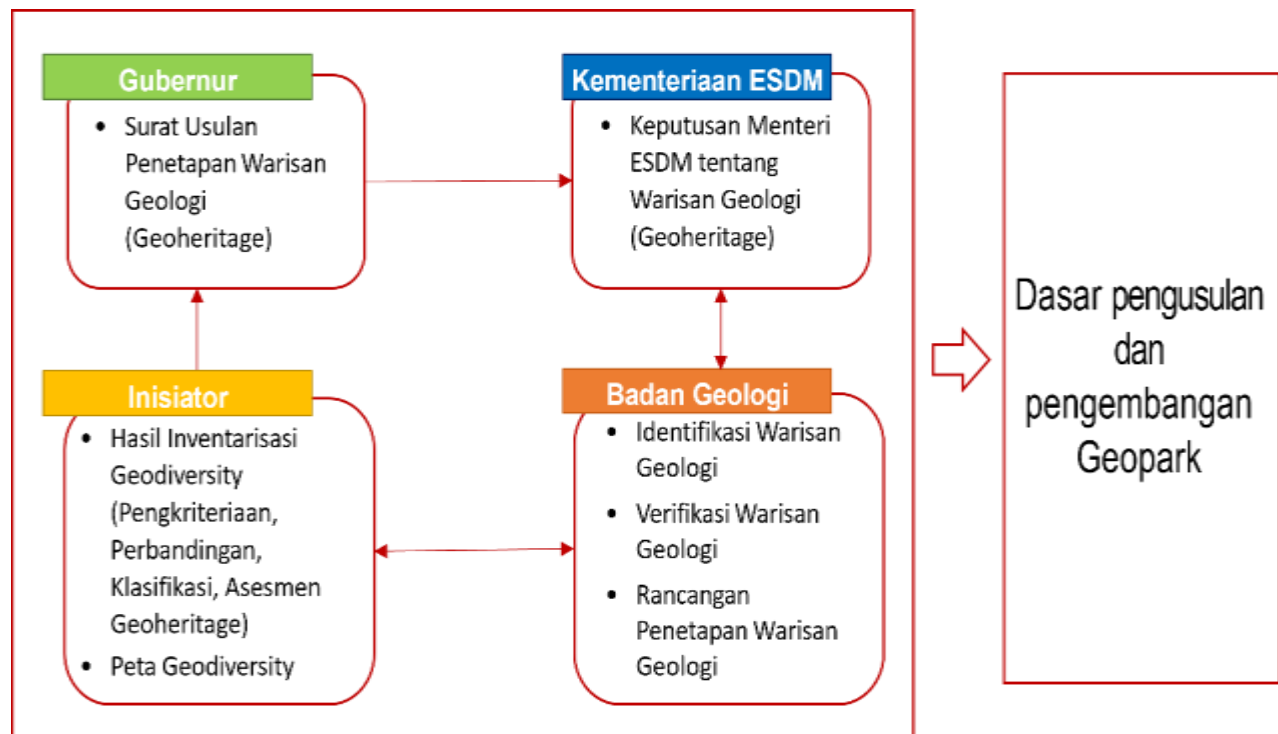 Gubernur
• Surat Usulan
Penetapan Warisan
Geologi
(Geoheritage)
Kementeriaan ESDM
• Keputusan Menteri
ESDM tentang
Warisan Geologi
(Geoheritage)
Inisiator
• Hasil Inventarisasi
Geodiversity
(Pengkriteriaan,
Perbandingan,
Klasifikasi, Asesmen
Geoheritage)
• Peta Geodiversity
Badan Geologi
• Identifikasi Warisan
Geologi
• Verifikasi Warisan
Geologi
• Rancangan
Penetapan Warisan
Geologi
Dasar pengusulan
dan
pengembangan
Geopark